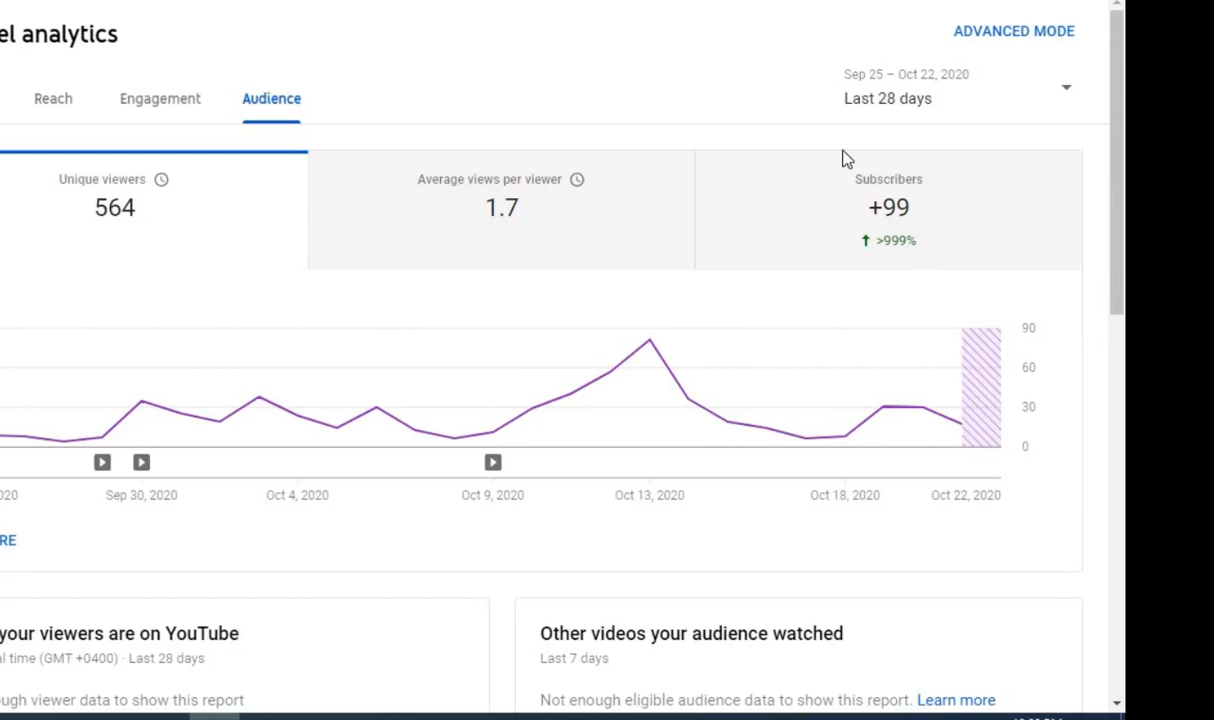 el analytics
ADVANCED MODE
Sep 25 – Oct 22, 2020
Last 28 days
Reach
Engagement
Audience
Unique viewers
564
Average views per viewer
1.7
Subscribers
+99
>999%
90
60
30
0
020
Sep 30, 2020
Oct 4, 2020
Oct 9, 2020
Oct 13, 2020
Oct 18, 2020
Oct 22, 2020
RE
your viewers are on YouTube
al time (GMT +0400) · Last 28 days
ough viewer data to show this report
Other videos your audience watched
Last 7 days
Not enough eligible audience data to show this report. Learn more